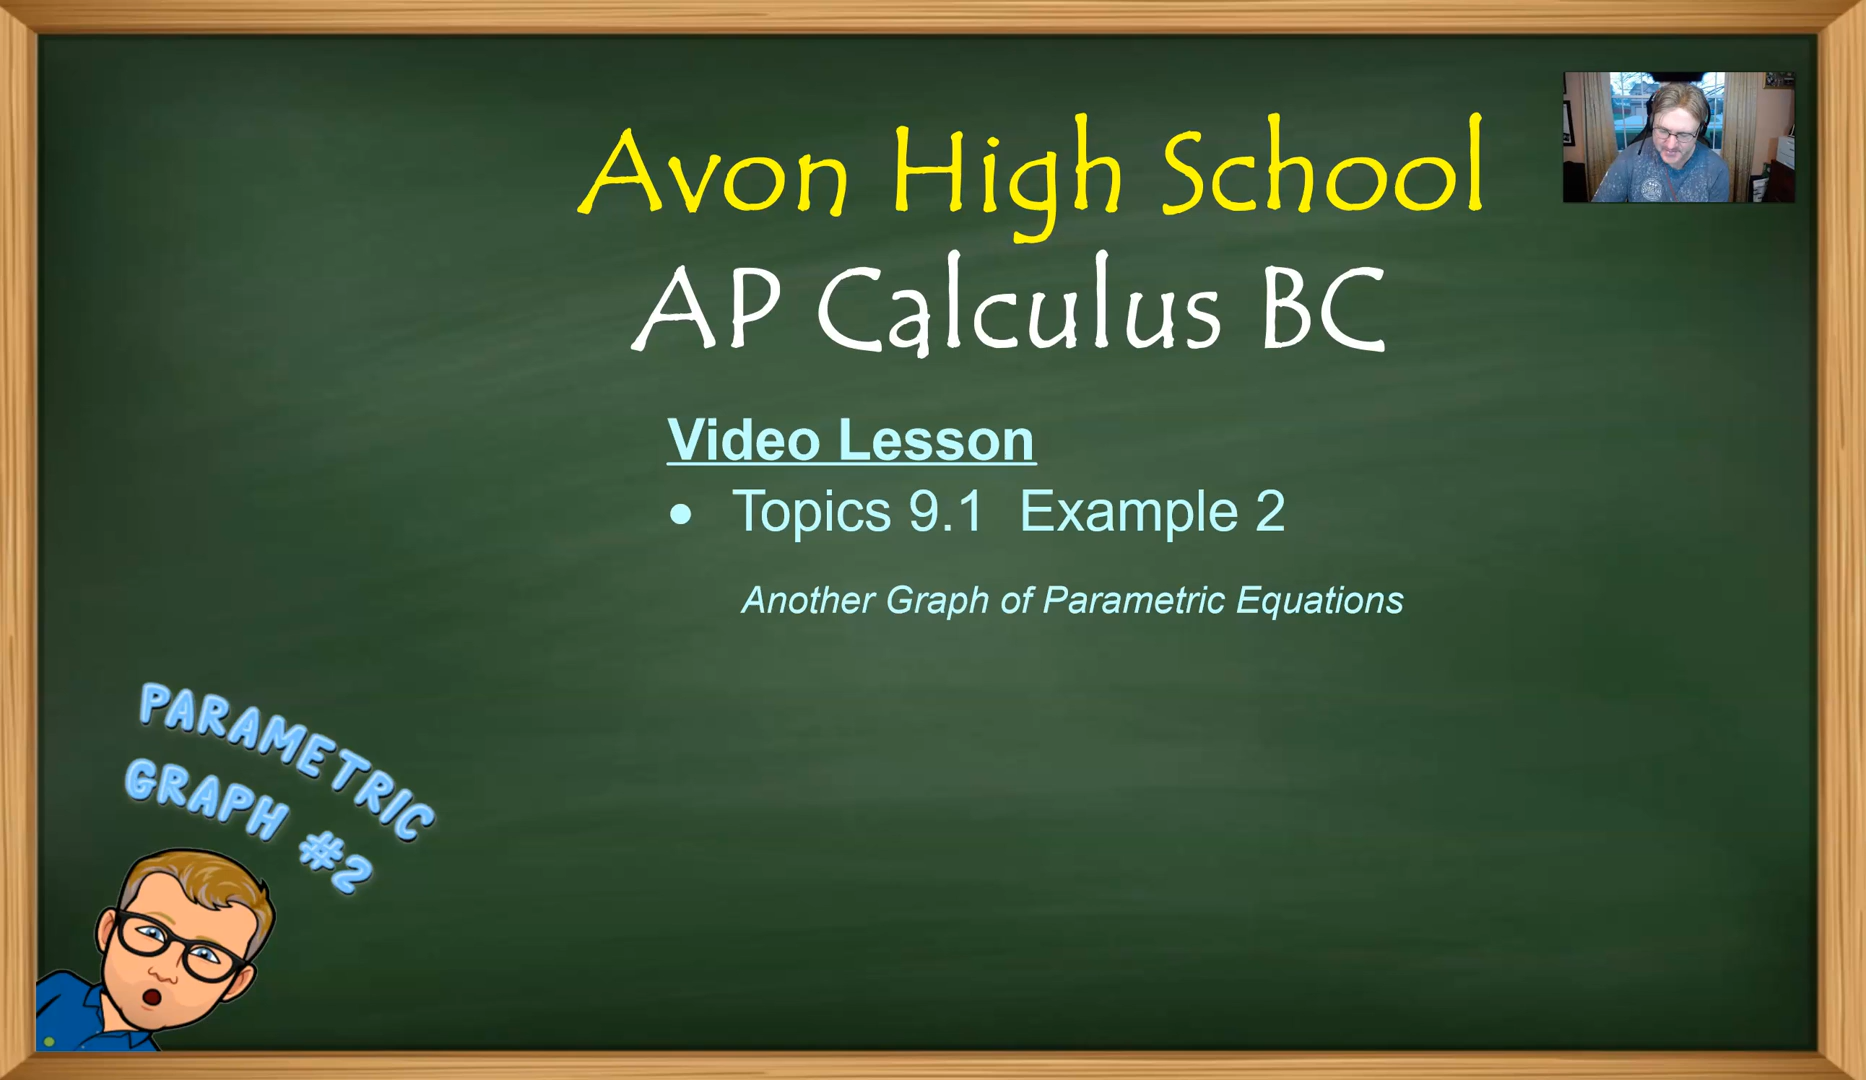 Avon High School
AP Calculus BC
Video Lesson
● Topics 9.1 Example 2
Another Graph of Parametric Equations
PARAMETRIC
GRAPH #2